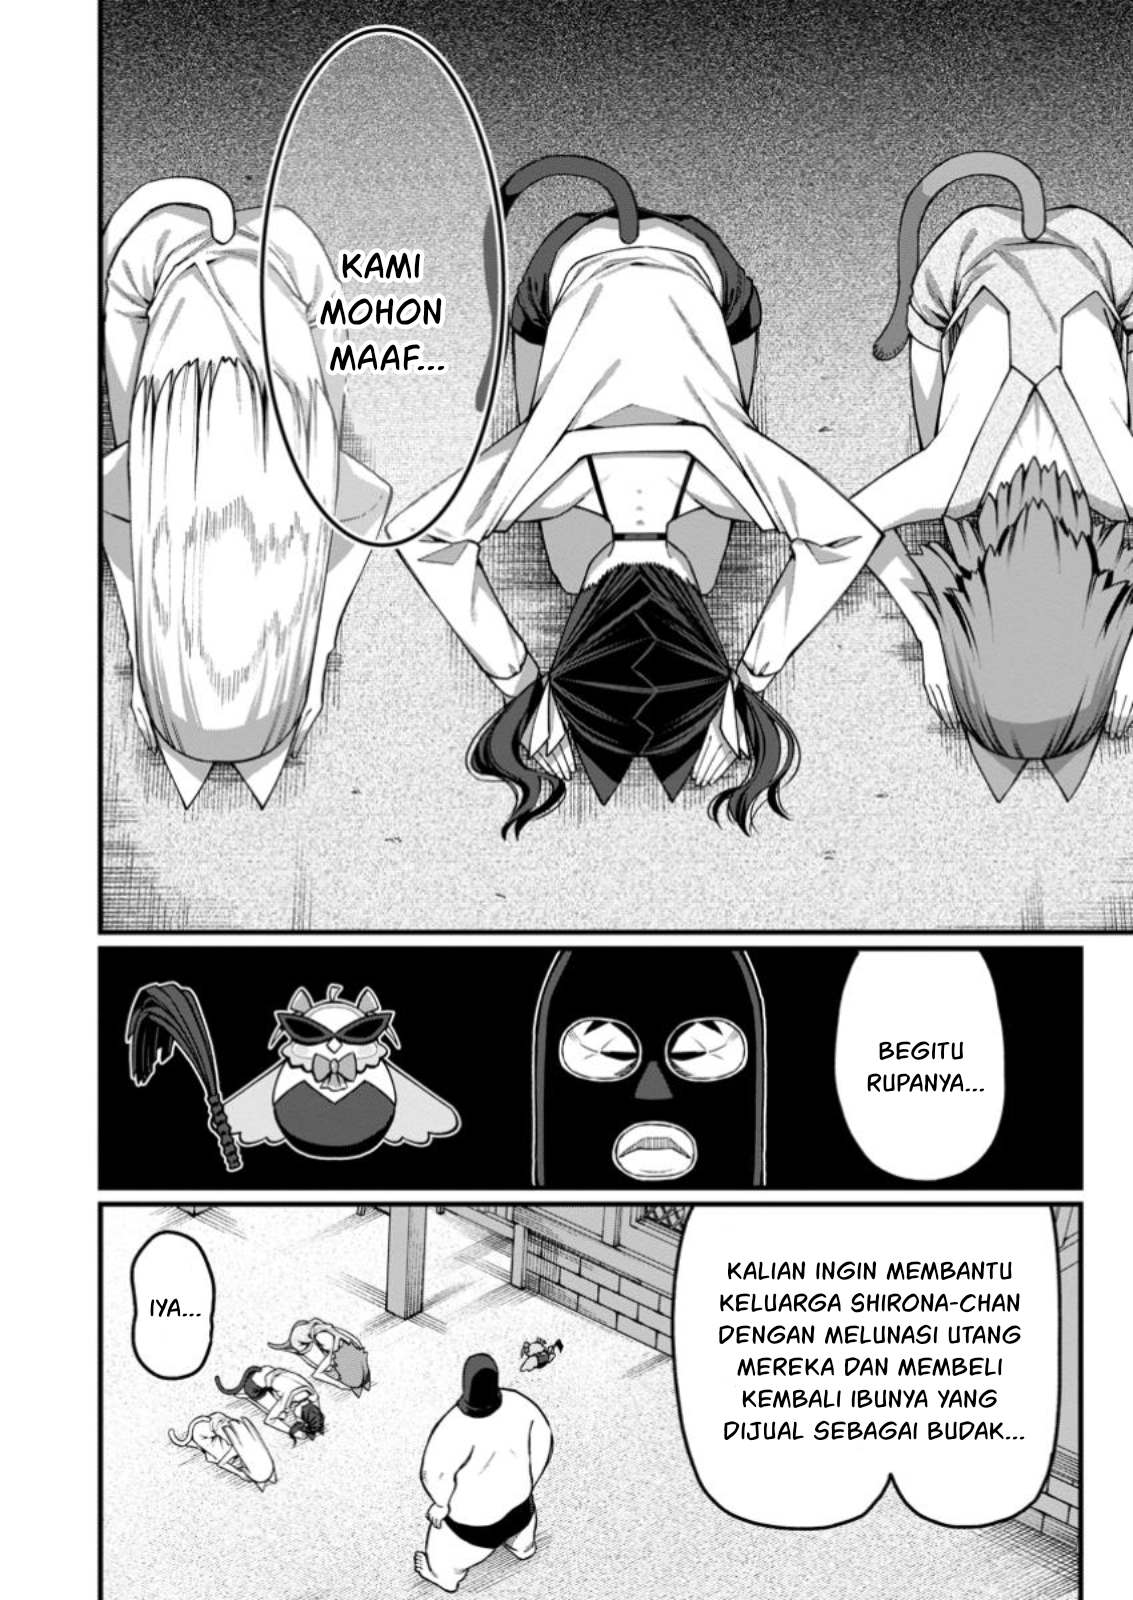 KAMI
MOHON
MAAF...
BEGITU
RUPANYA...
KALIAN INGIN MEMBANTU
KELUARGA SHIRONA-CHAN
DENGAN MELUNASI UTANG
MEREKA DAN MEMBELI
KEMBALI IBUNYA YANG
DIJUAL SEBAGAI BUDAK...
IYA...